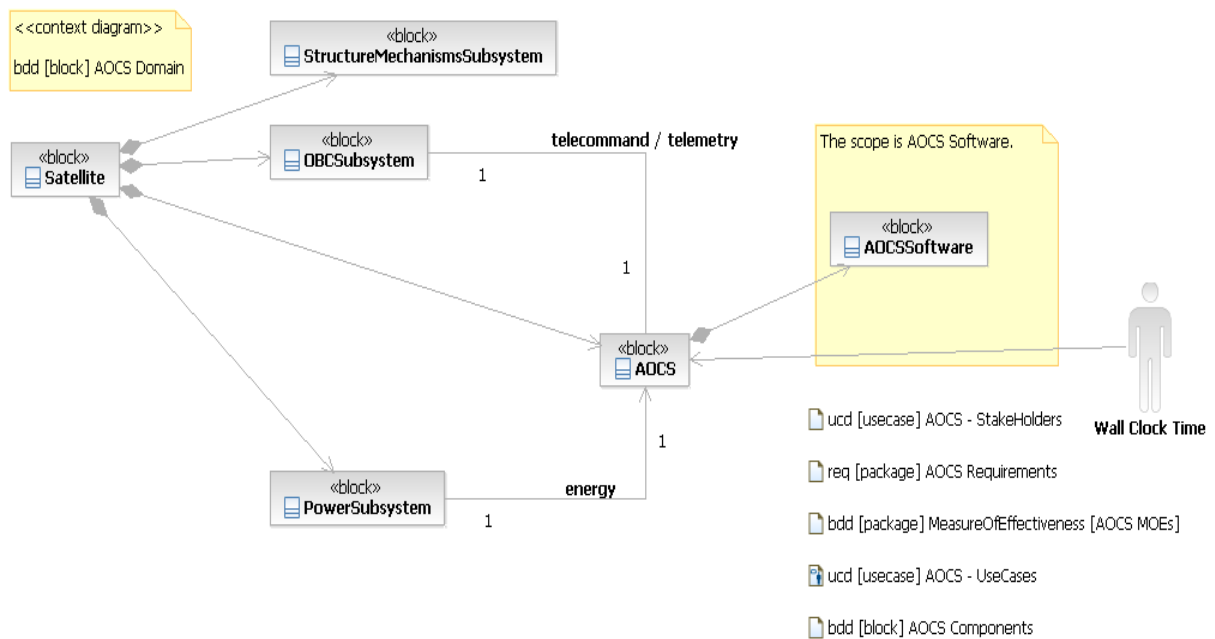 <<context diagram>>
bdd [block] AOCS Domain
«block»
StructureMechanismsSubsystem
«block»
OBCSubsystem
telecommand / telemetry
1
1
The scope is AOCS Software.
«block»
AOCSSoftware
«block»
Satellite
«block»
AOCS
Wall Clock Time
1
«block»
PowerSubsystem
energy
1
ucd [usecase] AOCS - StakeHolders
req [package] AOCS Requirements
bdd [package] MeasureOfEffectiveness [AOCS MOEs]
ucd [usecase] AOCS - UseCases
bdd [block] AOCS Components